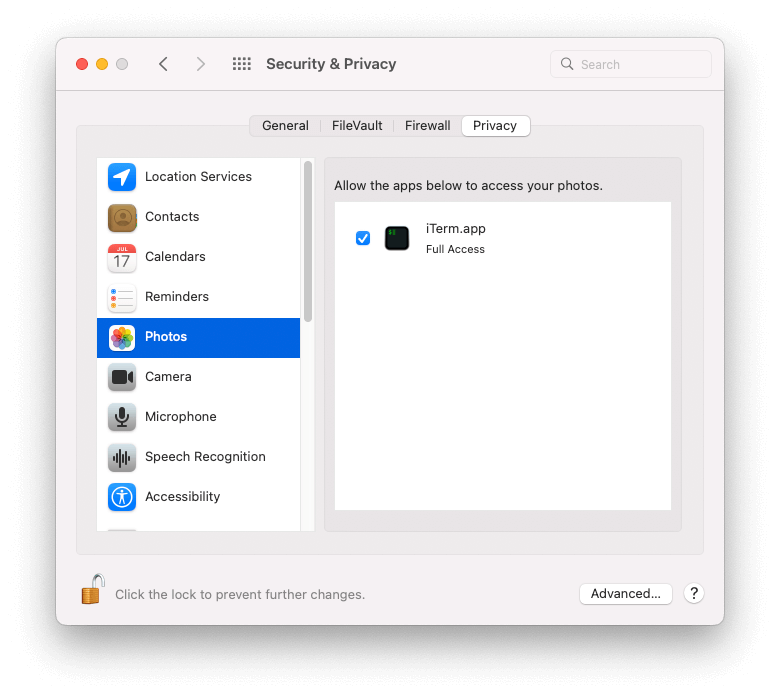 Security & Privacy
Search
General
FileVault
Firewall
Privacy
Location Services
Contacts
JUL
17
Calendars
Reminders
Photos
Camera
Microphone
Speech Recognition
Accessibility
Allow the apps below to access your photos.
$
iTerm.app
Full Access
Click the lock to prevent further changes.
Advanced...
?